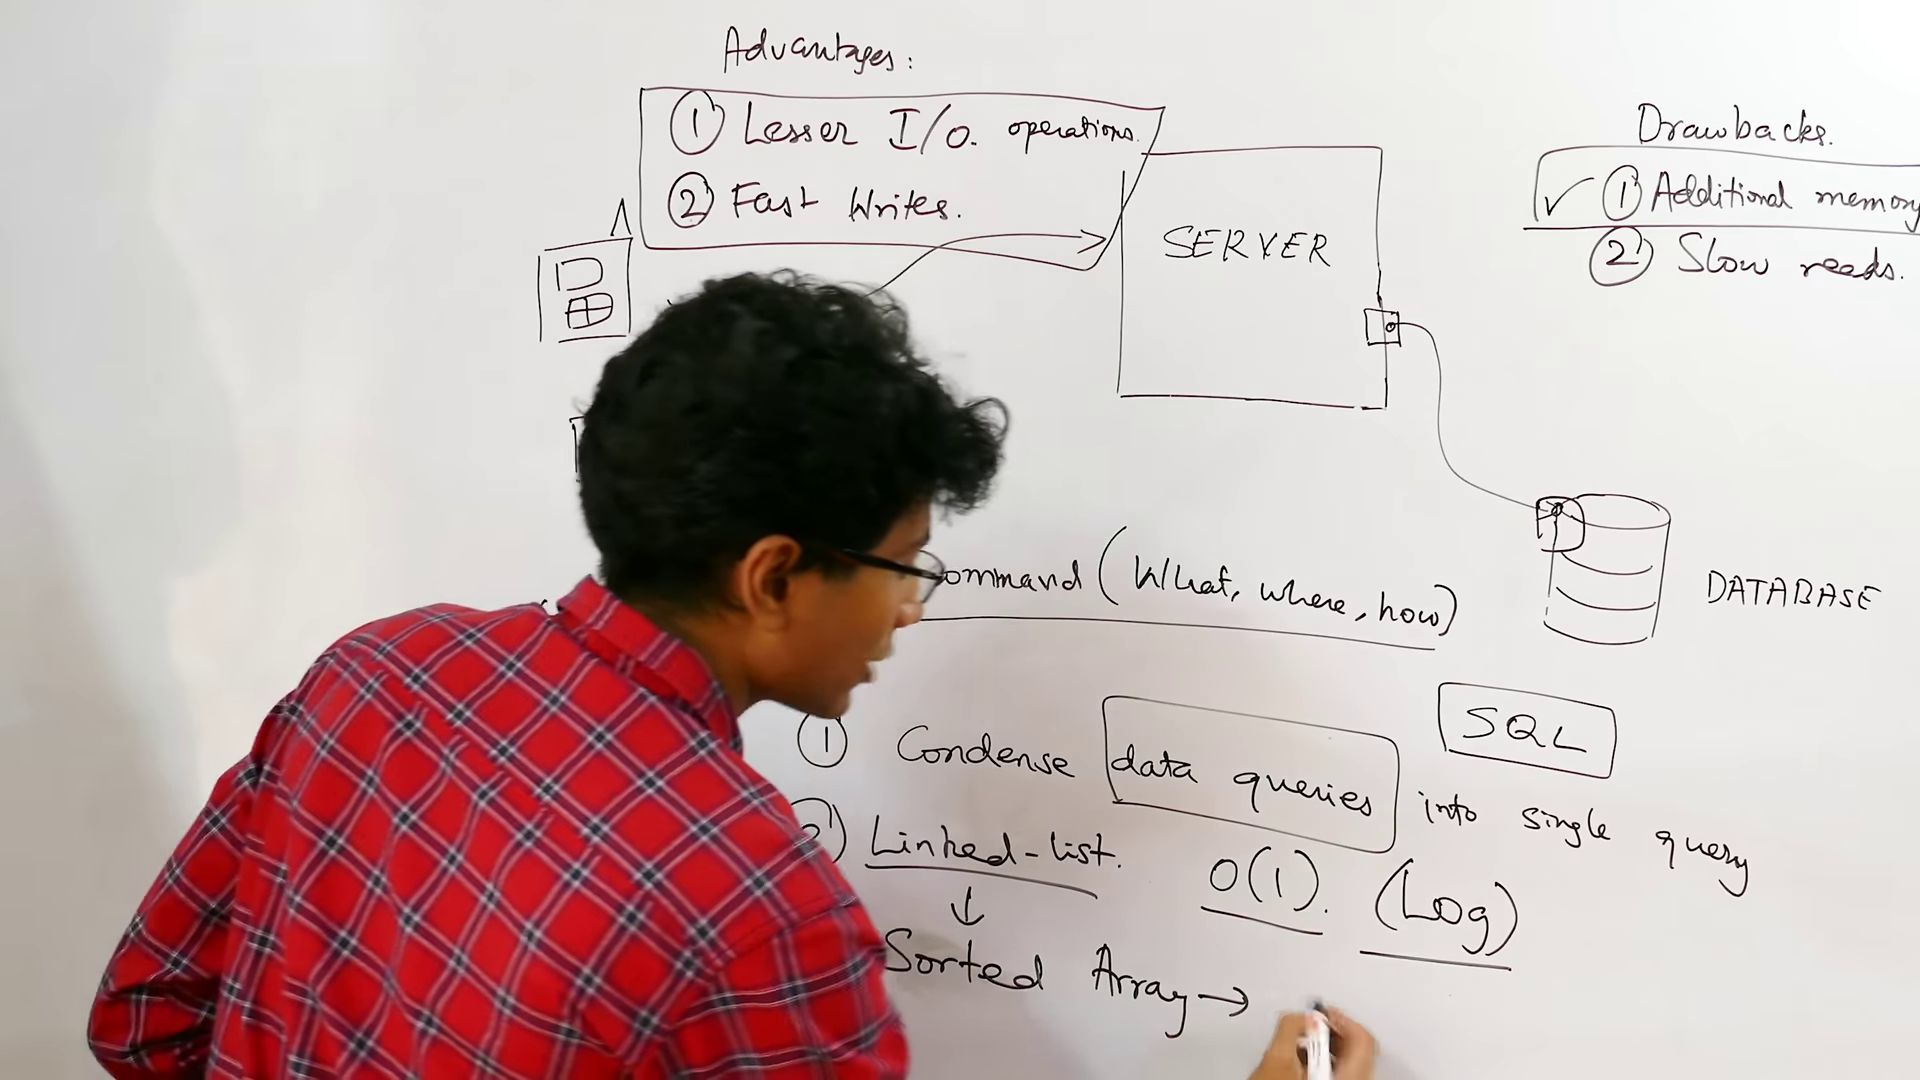 Advantages:
① Lesser I/O. operations.
② Fast Writes.
SERVER
Drawbacks.
① Additional memory
② Slow reads.
DATABASE
ommand (What, where, how)
SQL
① Condense data queries into single query
② Linked-list. O(1). (Log)
Sorted Array →